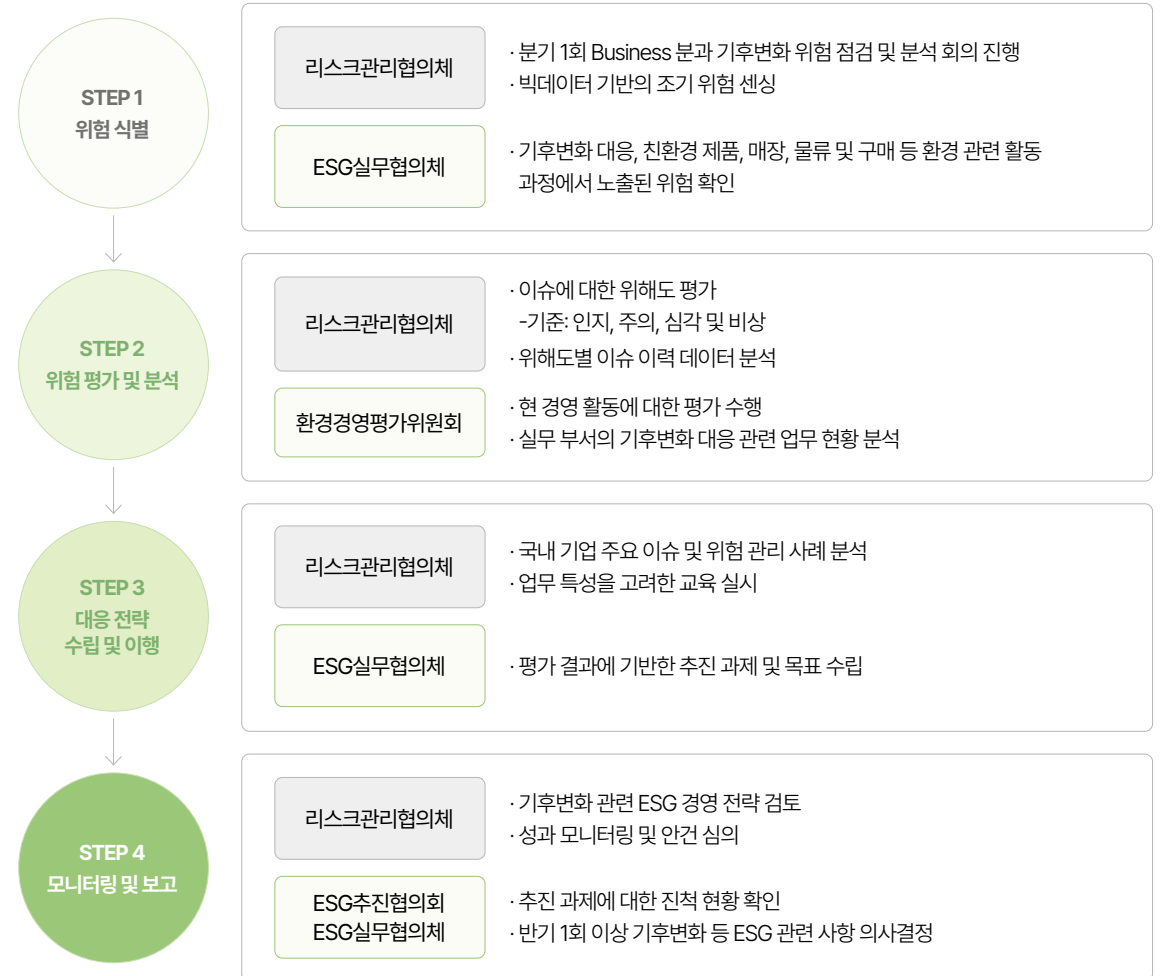 STEP 1
위험 식별
리스크관리협의체
· 분기 1회 Business 분과 기후변화 위험 점검 및 분석 회의 진행
· 빅데이터 기반의 조기 위험 센싱
ESG실무협의체
· 기후변화 대응, 친환경 제품, 매장, 물류 및 구매 등 환경 관련 활동
과정에서 노출된 위험 확인
STEP 2
위험 평가 및 분석
리스크관리협의체
· 이슈에 대한 위해도 평가
-기준: 인지, 주의, 심각 및 비상
· 위해도별 이슈 이력 데이터 분석
환경경영평가위원회
· 현 경영 활동에 대한 평가 수행
· 실무 부서의 기후변화 대응 관련 업무 현황 분석
STEP 3
대응 전략
수립 및 이행
리스크관리협의체
· 국내 기업 주요 이슈 및 위험 관리 사례 분석
· 업무 특성을 고려한 교육 실시
ESG실무협의체
· 평가 결과에 기반한 추진 과제 및 목표 수립
STEP 4
모니터링 및 보고
리스크관리협의체
· 기후변화 관련 ESG 경영 전략 검토
· 성과 모니터링 및 안건 심의
ESG추진협의회
ESG실무협의체
· 추진 과제에 대한 진척 현황 확인
· 반기 1회 이상 기후변화 등 ESG 관련 사항 의사결정